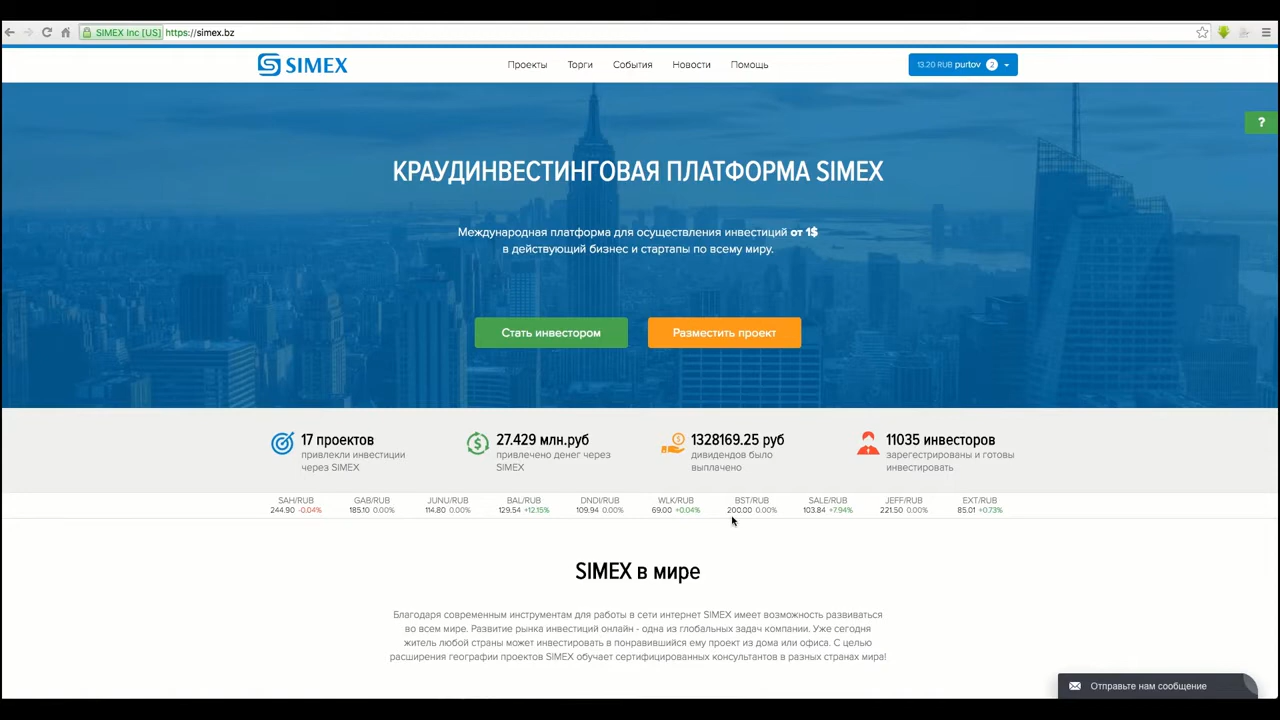 SIMEX Inc [US] https://simex.bz
SIMEX
Проекты Торги События Новости Помощь
13.20 RUB purtov 2
?
КРАУДИНВЕСТИНГОВАЯ ПЛАТФОРМА SIMEX
Международная платформа для осуществления инвестиций от 1$
в действующий бизнес и стартапы по всему миру.
Стать инвестором Разместить проект
17 проектов
привлекли инвестиции
через SIMEX
27.429 млн.руб
привлечено денег через
SIMEX
1328169.25 руб
дивидендов было
выплачено
11035 инвесторов
зарегестрированы и готовы
инвестировать
SAH/RUB GAB/RUB JUNU/RUB BAL/RUB DNDI/RUB WLK/RUB BST/RUB SALE/RUB JEFF/RUB EXT/RUB
244.90 -0.04% 185.10 0.00% 114.80 0.00% 129.54 +12.15% 109.94 0.00% 69.00 +0.04% 200.00 0.00% 103.84 +7.94% 221.50 0.00% 85.01 +0.73%
SIMEX в мире
Благодаря современным инструментам для работы в сети интернет SIMEX имеет возможность развиваться
во всем мире. Развитие рынка инвестиций онлайн - одна из глобальных задач компании. Уже сегодня
житель любой страны может инвестировать в понравившийся ему проект из дома или офиса. С целью
расширения географии проектов SIMEX обучает сертифицированных консультантов в разных странах мира!
Отправьте нам сообщение